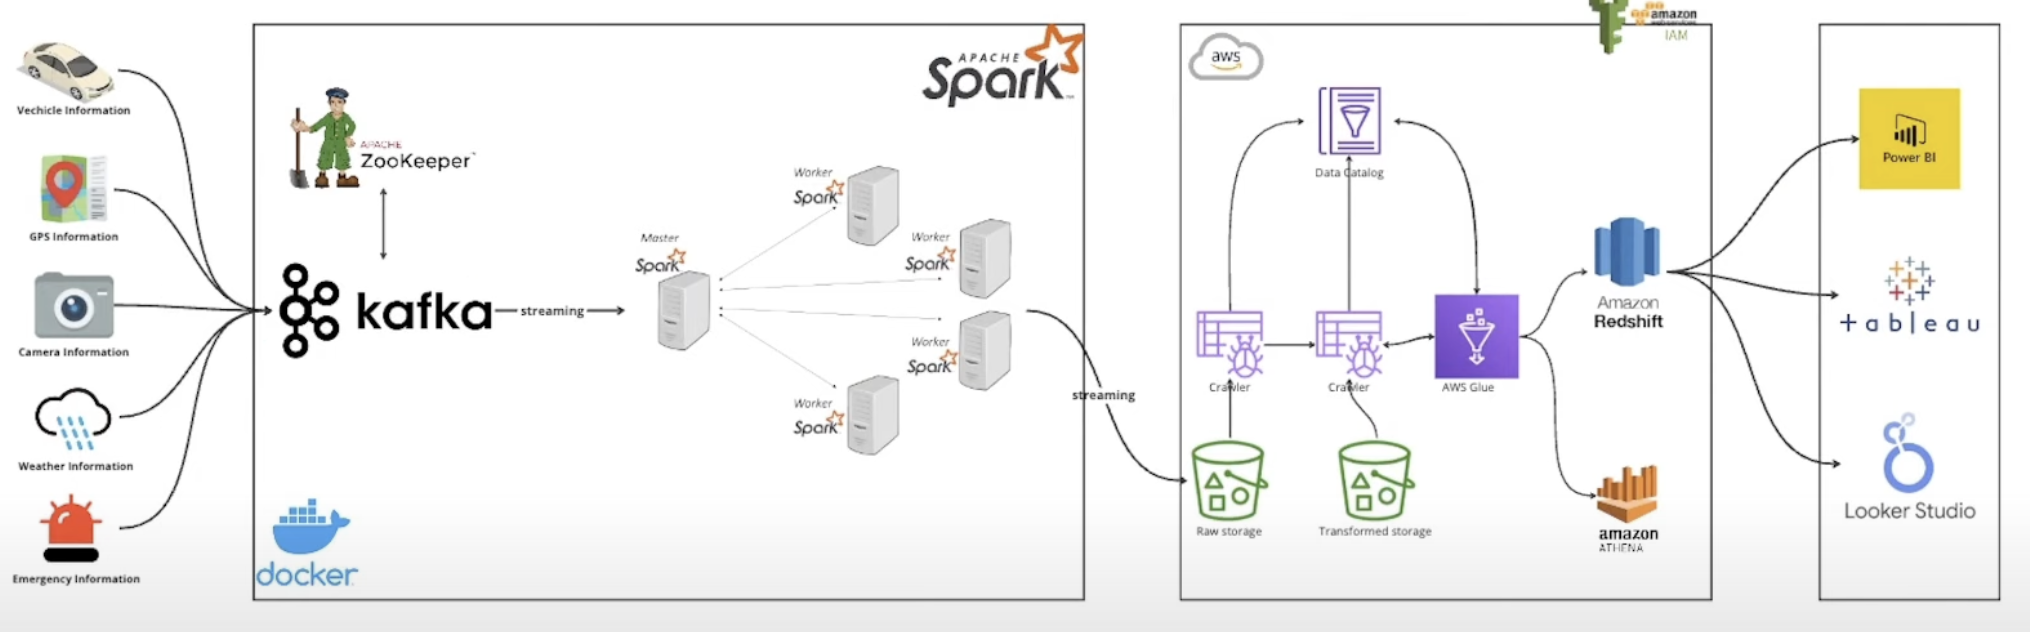 Vechicle Information
GPS Information
Camera Information
Weather Information
Emergency Information
APACHE
ZooKeeper
kafka
streaming
docker
APACHE
Spark
Master
Spark
Worker
Spark
Worker
Spark
Worker
Spark
Worker
Spark
streaming
aws
amazon
IAM
Data Catalog
Crawler
Crawler
AWS Glue
Raw storage
Transformed storage
Amazon
Redshift
amazon
ATHENA
Power BI
+ableau
Looker Studio